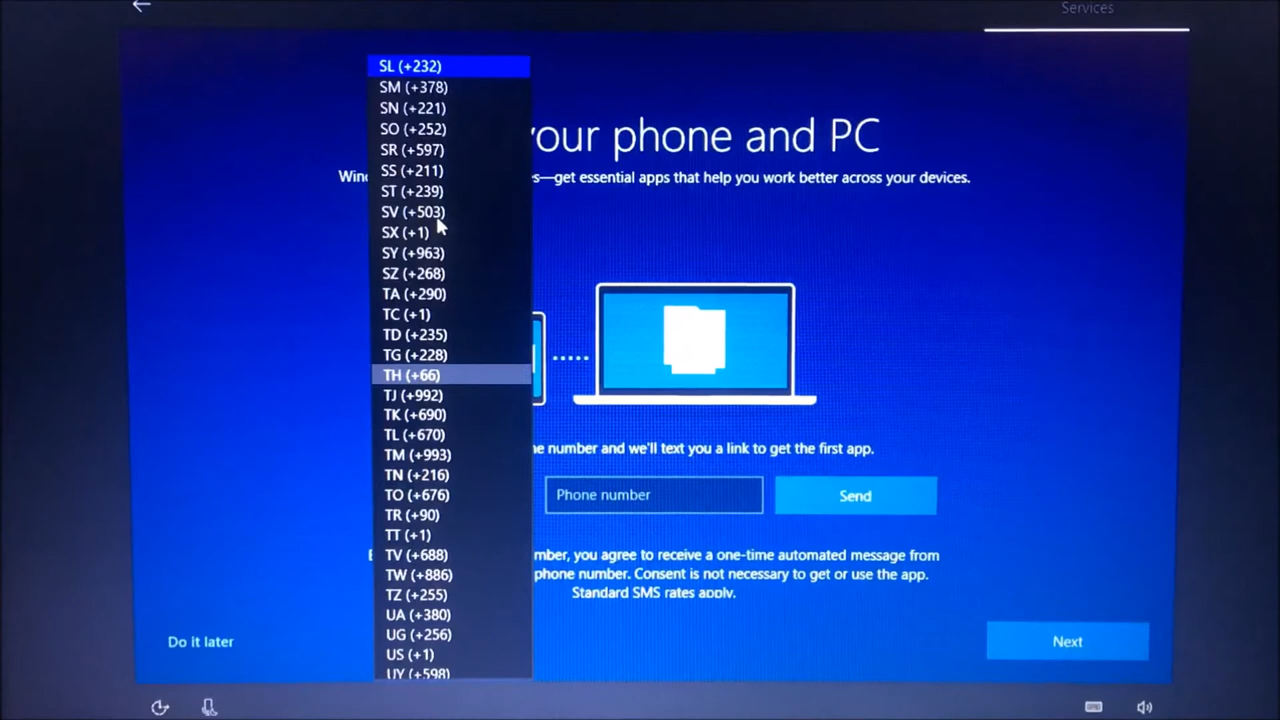 Services
SL (+232)
SM (+378)
SN (+221)
SO (+252)
SR (+597)
SS (+211)
ST (+239)
SV (+503)
SX (+1)
SY (+963)
SZ (+268)
TA (+290)
TC (+1)
TD (+235)
TG (+228)
TH (+66)
TJ (+992)
TK (+690)
TL (+670)
TM (+993)
TN (+216)
TO (+676)
TR (+90)
TT (+1)
TV (+688)
TW (+886)
TZ (+255)
UA (+380)
UG (+256)
US (+1)
UY (+598)
your phone and PC
—get essential apps that help you work better across your devices.
number and we'll text you a link to get the first app.
Phone number
Send
you agree to receive a one-time automated message from
phone number. Consent is not necessary to get or use the app.
Standard SMS rates apply.
Do it later
Next